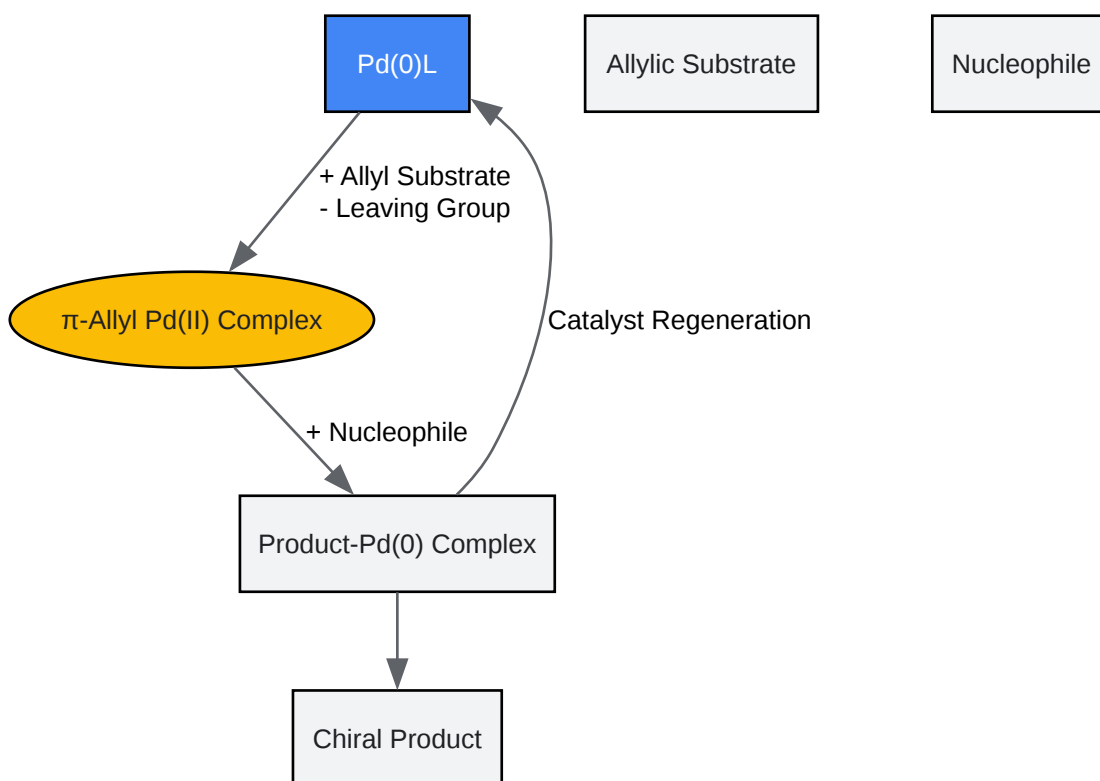 Pd(0)L
Allylic Substrate
Nucleophile
+ Allyl Substrate
- Leaving Group
π-Allyl Pd(II) Complex
Catalyst Regeneration
+ Nucleophile
Product-Pd(0) Complex
Chiral Product